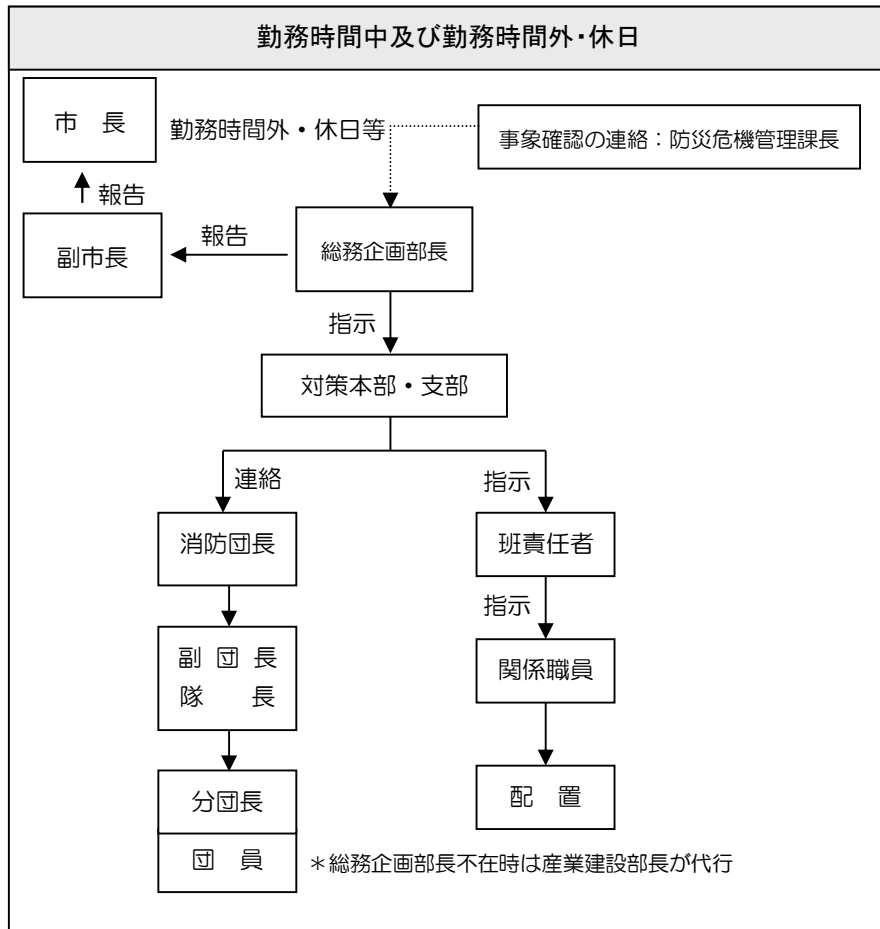 勤務時間中及び勤務時間外・休日
市　長
勤務時間外・休日等
事象確認の連絡：防災危機管理課長
報告
副市長
報告
総務企画部長
指示
対策本部・支部
連絡
指示
消防団長
班責任者
指示
副　団　長
隊　　　長
関係職員
分団長
配　置
団　員
＊総務企画部長不在時は産業建設部長が代行